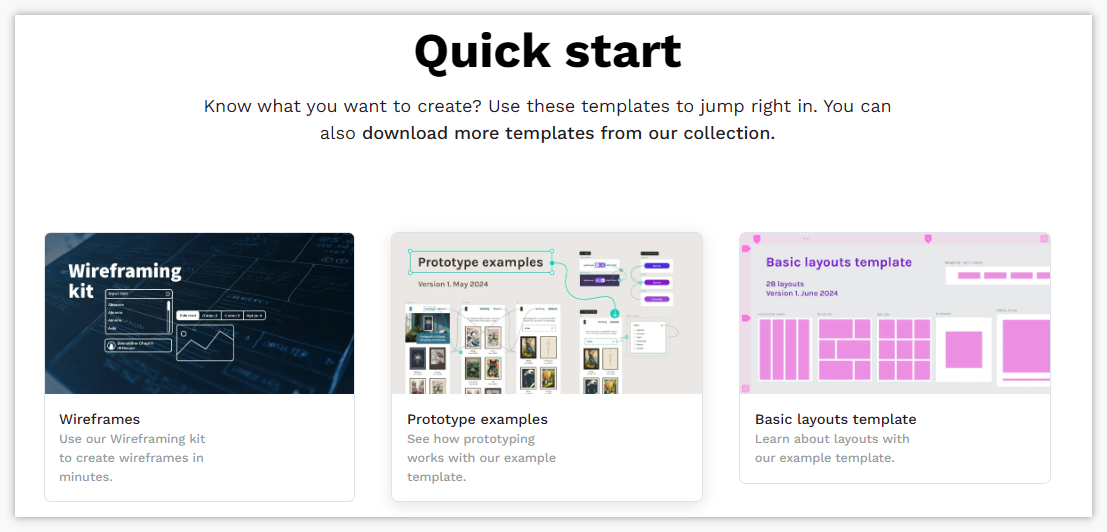 Quick start
Know what you want to create? Use these templates to jump right in. You can
also download more templates from our collection.
Wireframing
kit
Prototype examples
Version 1. May 2024
Basic layouts template
28 layouts
Version 1. June 2024
Wireframes
Use our Wireframing kit
to create wireframes in
minutes.
Prototype examples
See how prototyping
works with our example
template.
Basic layouts template
Learn about layouts with
our example template.